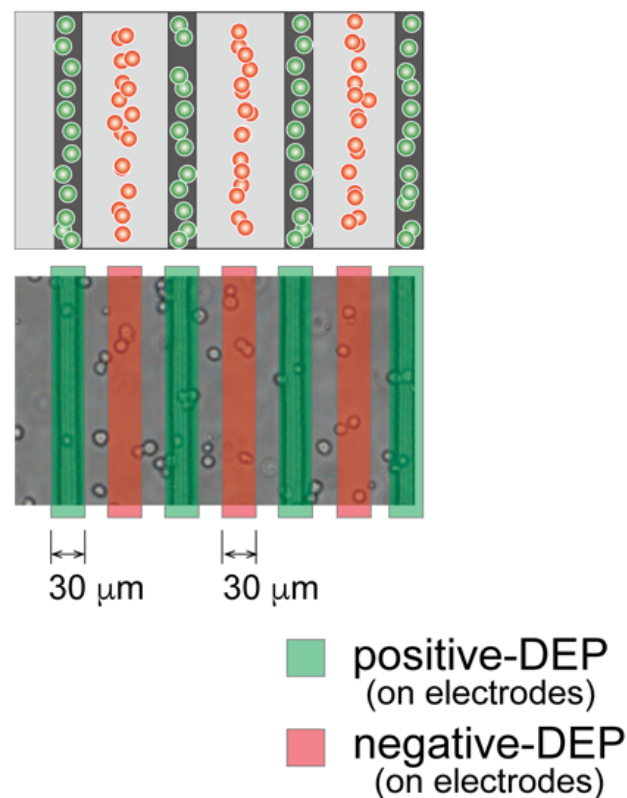 30 μm
30 μm
positive-DEP
(on electrodes)
negative-DEP
(on electrodes)